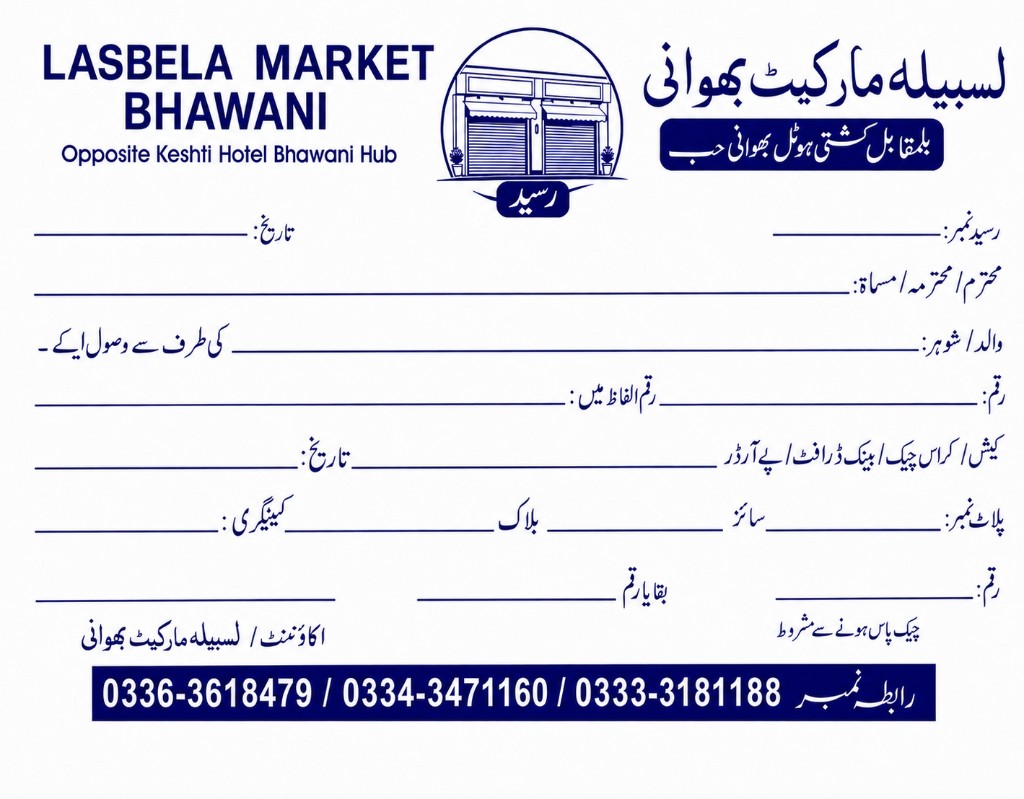 LASBELA MARKET
BHAWANI
Opposite Keshti Hotel Bhawani Hub
لسبیلہ مارکیٹ بھوانی
بلمقابل کشتی ہوٹل بھوانی حب
رسید
رسید نمبر: تاریخ:
محترم / محترمہ / مسماۃ:
والد / شوہر: کی طرف سے وصول ایکے ۔
رقم: رقم الفاظ میں:
کیش / کراس چیک / بینک ڈرافٹ / پے آرڈر تاریخ:
پلاٹ نمبر: سائز بلاک کیٹیگری:
رقم: بقایا رقم
چیک پاس ہونے سے مشروط
اکاؤنٹنٹ / لسبیلہ مارکیٹ بھوانی
رابطہ نمبر 0333-3181188 / 0334-3471160 / 0336-3618479